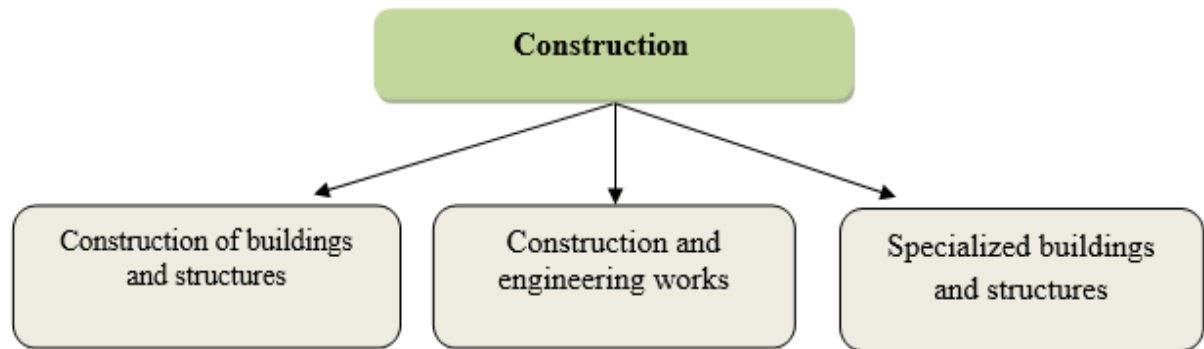 Construction
Construction of buildings
and structures
Construction and
engineering works
Specialized buildings
and structures